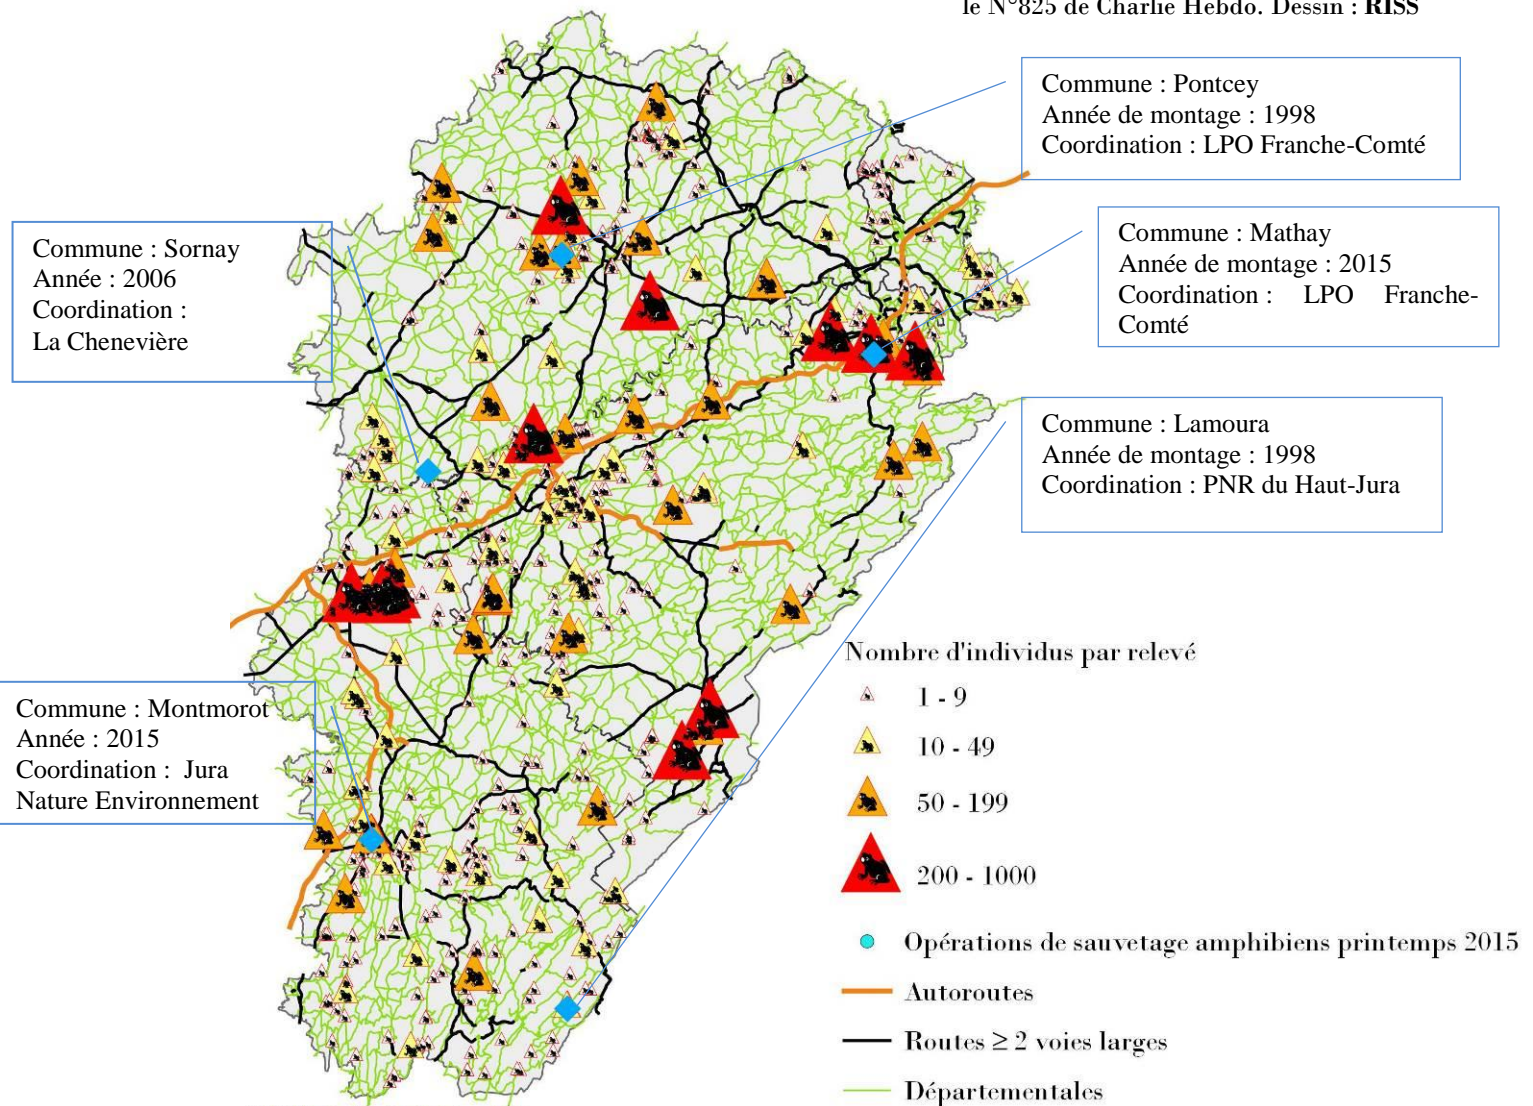 le N°825 de Charlie Hebdo. Dessin : RISS
Commune : Pontcey
Année de montage : 1998
Coordination : LPO Franche-Comté
Commune : Mathay
Année de montage : 2015
Coordination : LPO Franche-
Comté
Commune : Sornay
Année : 2006
Coordination :
La Chenevière
Commune : Lamoura
Année de montage : 1998
Coordination : PNR du Haut-Jura
Commune : Montmorot
Année : 2015
Coordination : Jura
Nature Environnement
Nombre d'individus par relevé
1 - 9
10 - 49
50 - 199
200 - 1000
Opérations de sauvetage amphibiens printemps 2015
Autoroutes
Routes ≥ 2 voies larges
Départementales